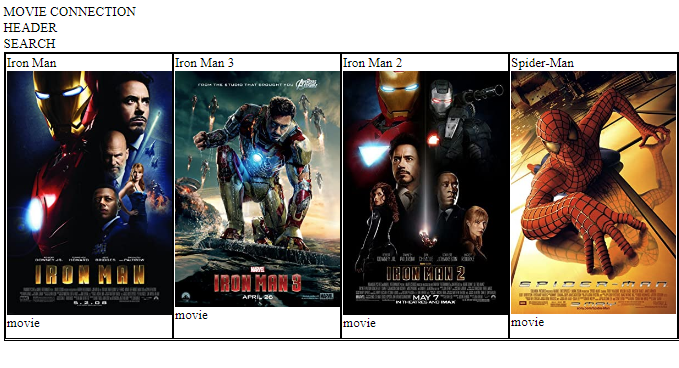 MOVIE CONNECTION
HEADER
SEARCH
Iron Man
Iron Man 3
Iron Man 2
Spider-Man
FROM THE STUDIO THAT BROUGHT YOU
IRON MAN
5.2.08
MARVEL
IRON MAN 3
APRIL 26
IRON MAN 2
MAY 7
IN THEATRES AND IMAX
SPIDER-MAN
movie
movie
movie
movie